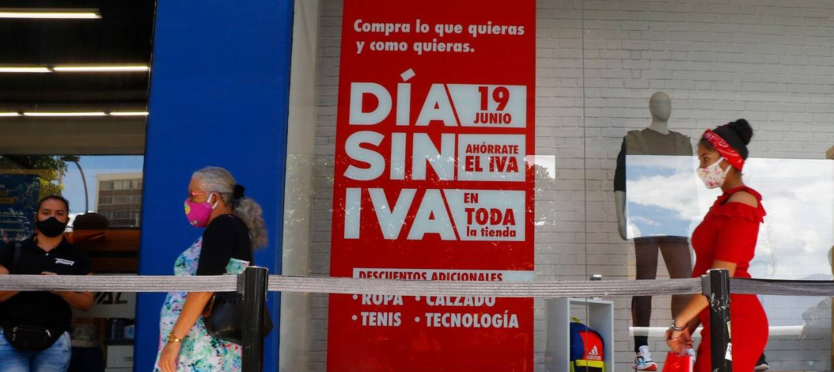 Compra lo que quieras
y como quieras.
DÍA
SIN
IVA
19
JUNIO
AHÓRRATE
EL IVA
EN
TODA
la tienda
DESCUENTOS ADICIONALES
• ROPA • CALZADO
• TENIS • TECNOLOGÍA
adidas